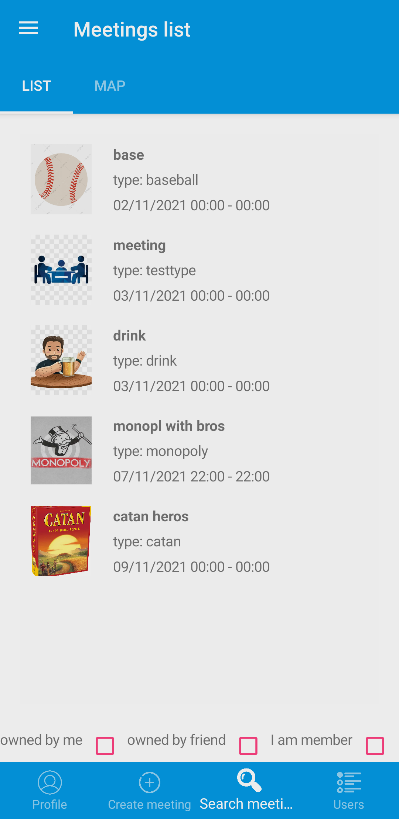 Meetings list
LIST MAP
base
type: baseball
02/11/2021 00:00 - 00:00
meeting
type: testtype
03/11/2021 00:00 - 00:00
drink
type: drink
03/11/2021 00:00 - 00:00
monopl with bros
type: monopoly
07/11/2021 22:00 - 22:00
MONOPOLY
catan heros
type: catan
09/11/2021 00:00 - 00:00
CATAN
owned by me owned by friend I am member
Profile Create meeting Search meeti... Users